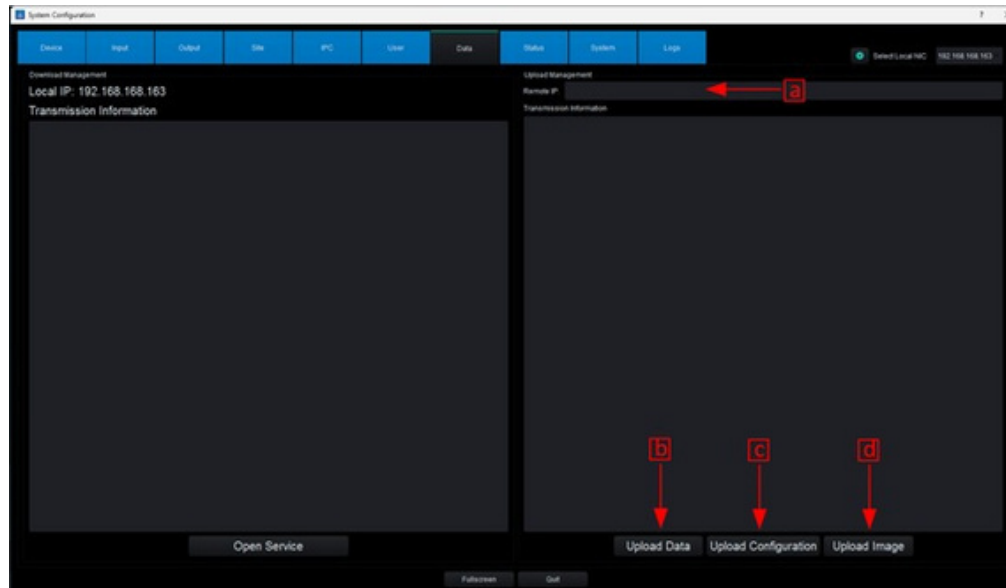 System Configuration ?
Device Input Output Site IPC User Data Status System Logs
Select Local NIC 192.168.168.163
Download Management Upload Management
Local IP: 192.168.168.163 Remote IP a
Transmission Information Transmission Information
b c d
Open Service Upload Data Upload Configuration Upload Image
Fullscreen Quit